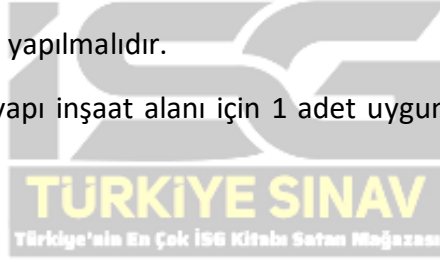 yapılmalıdır.
yapı inşaat alanı için 1 adet uygun
İSG
TÜRKİYE SINAV
Türkiye'nin En Çok İSG Kitabı Satan Mağazası